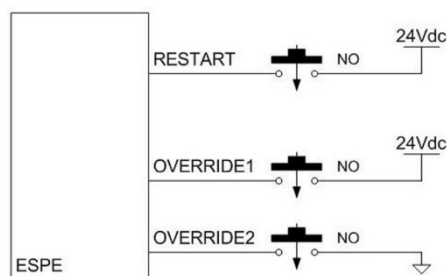 24Vdc
RESTART NO
24Vdc
OVERRIDE1 NO
OVERRIDE2 NO
ESPE